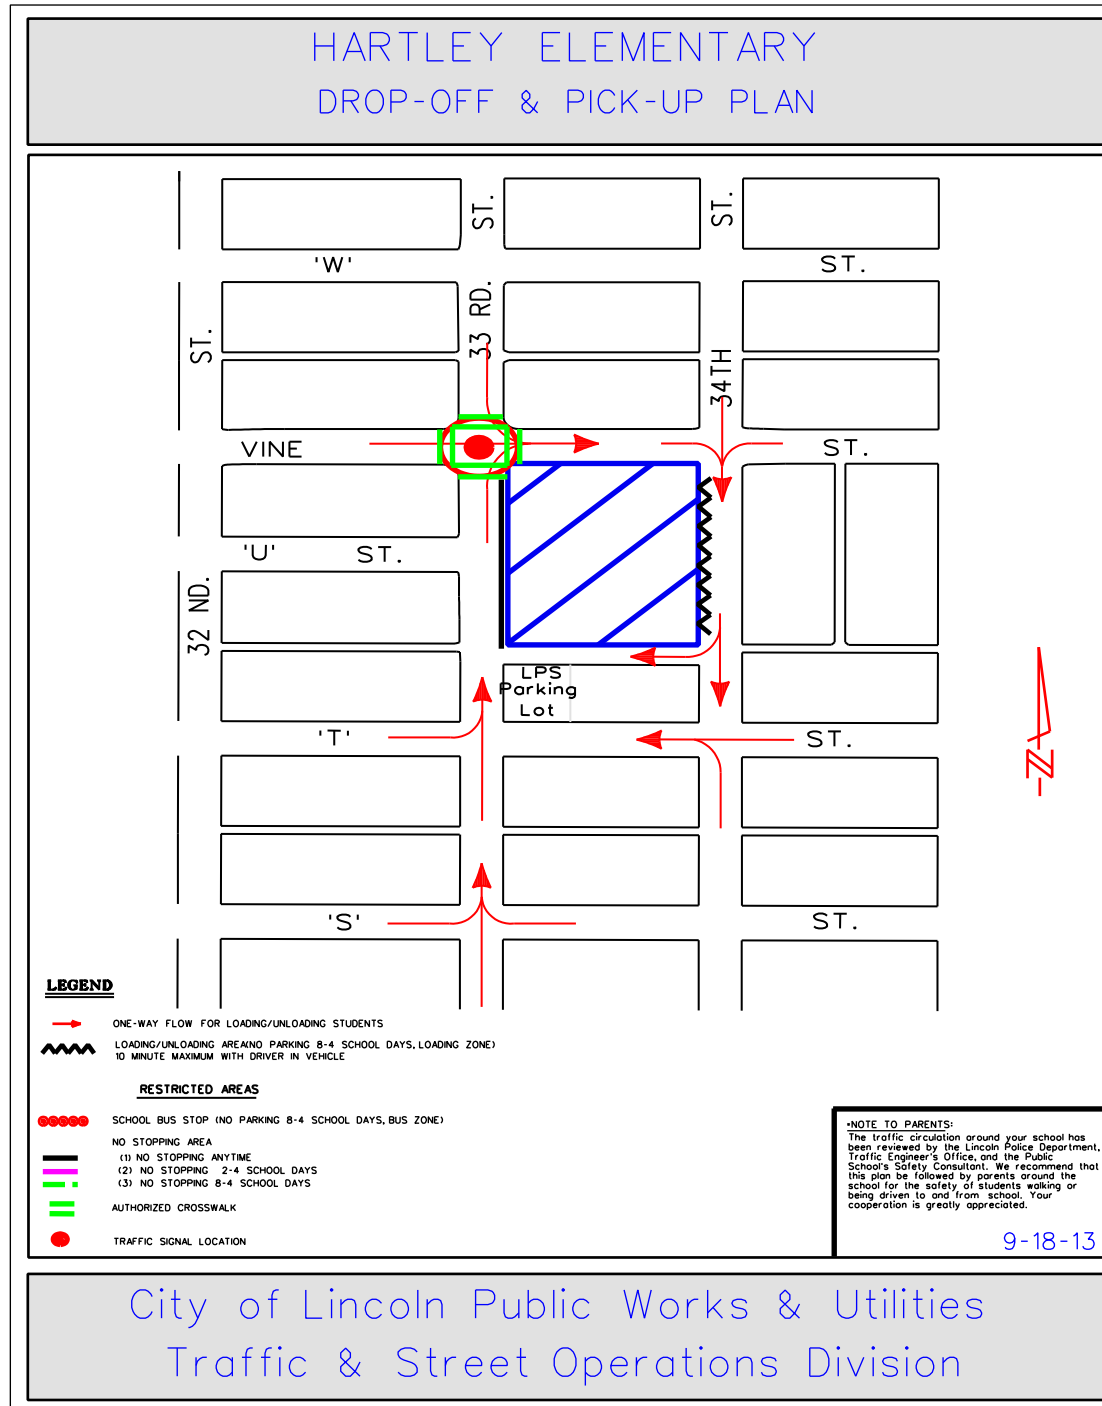 HARTLEY ELEMENTARY
DROP-OFF & PICK-UP PLAN
ST.
ST.
'W'
ST.
33 RD.
ST.
34TH
VINE
ST.
'U' ST.
32 ND.
LPS
Parking
Lot
'T'
ST.
'S'
ST.
N
LEGEND
ONE-WAY FLOW FOR LOADING/UNLOADING STUDENTS
LOADING/UNLOADING AREA(NO PARKING 8-4 SCHOOL DAYS, LOADING ZONE)
10 MINUTE MAXIMUM WITH DRIVER IN VEHICLE
RESTRICTED AREAS
SCHOOL BUS STOP (NO PARKING 8-4 SCHOOL DAYS, BUS ZONE)
NO STOPPING AREA
(1) NO STOPPING ANYTIME
(2) NO STOPPING 2-4 SCHOOL DAYS
(3) NO STOPPING 8-4 SCHOOL DAYS
AUTHORIZED CROSSWALK
TRAFFIC SIGNAL LOCATION
*NOTE TO PARENTS:
The traffic circulation around your school has
been reviewed by the Lincoln Police Department,
Traffic Engineer's Office, and the Public
School's Safety Consultant. We recommend that
this plan be followed by parents around the
school for the safety of students walking or
being driven to and from school. Your
cooperation is greatly appreciated.
9-18-13
City of Lincoln Public Works & Utilities
Traffic & Street Operations Division